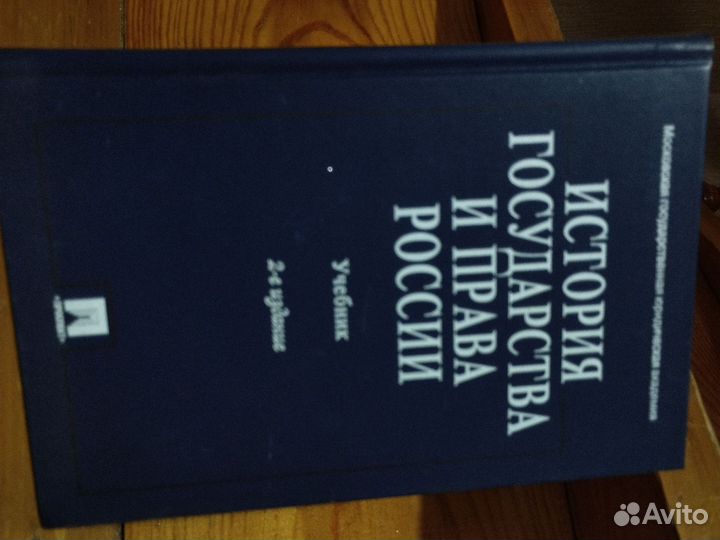 Московская государственная юридическая академия
ИСТОРИЯ
ГОСУДАРСТВА
И ПРАВА
РОССИИ
Учебник
2-е издание
Avito